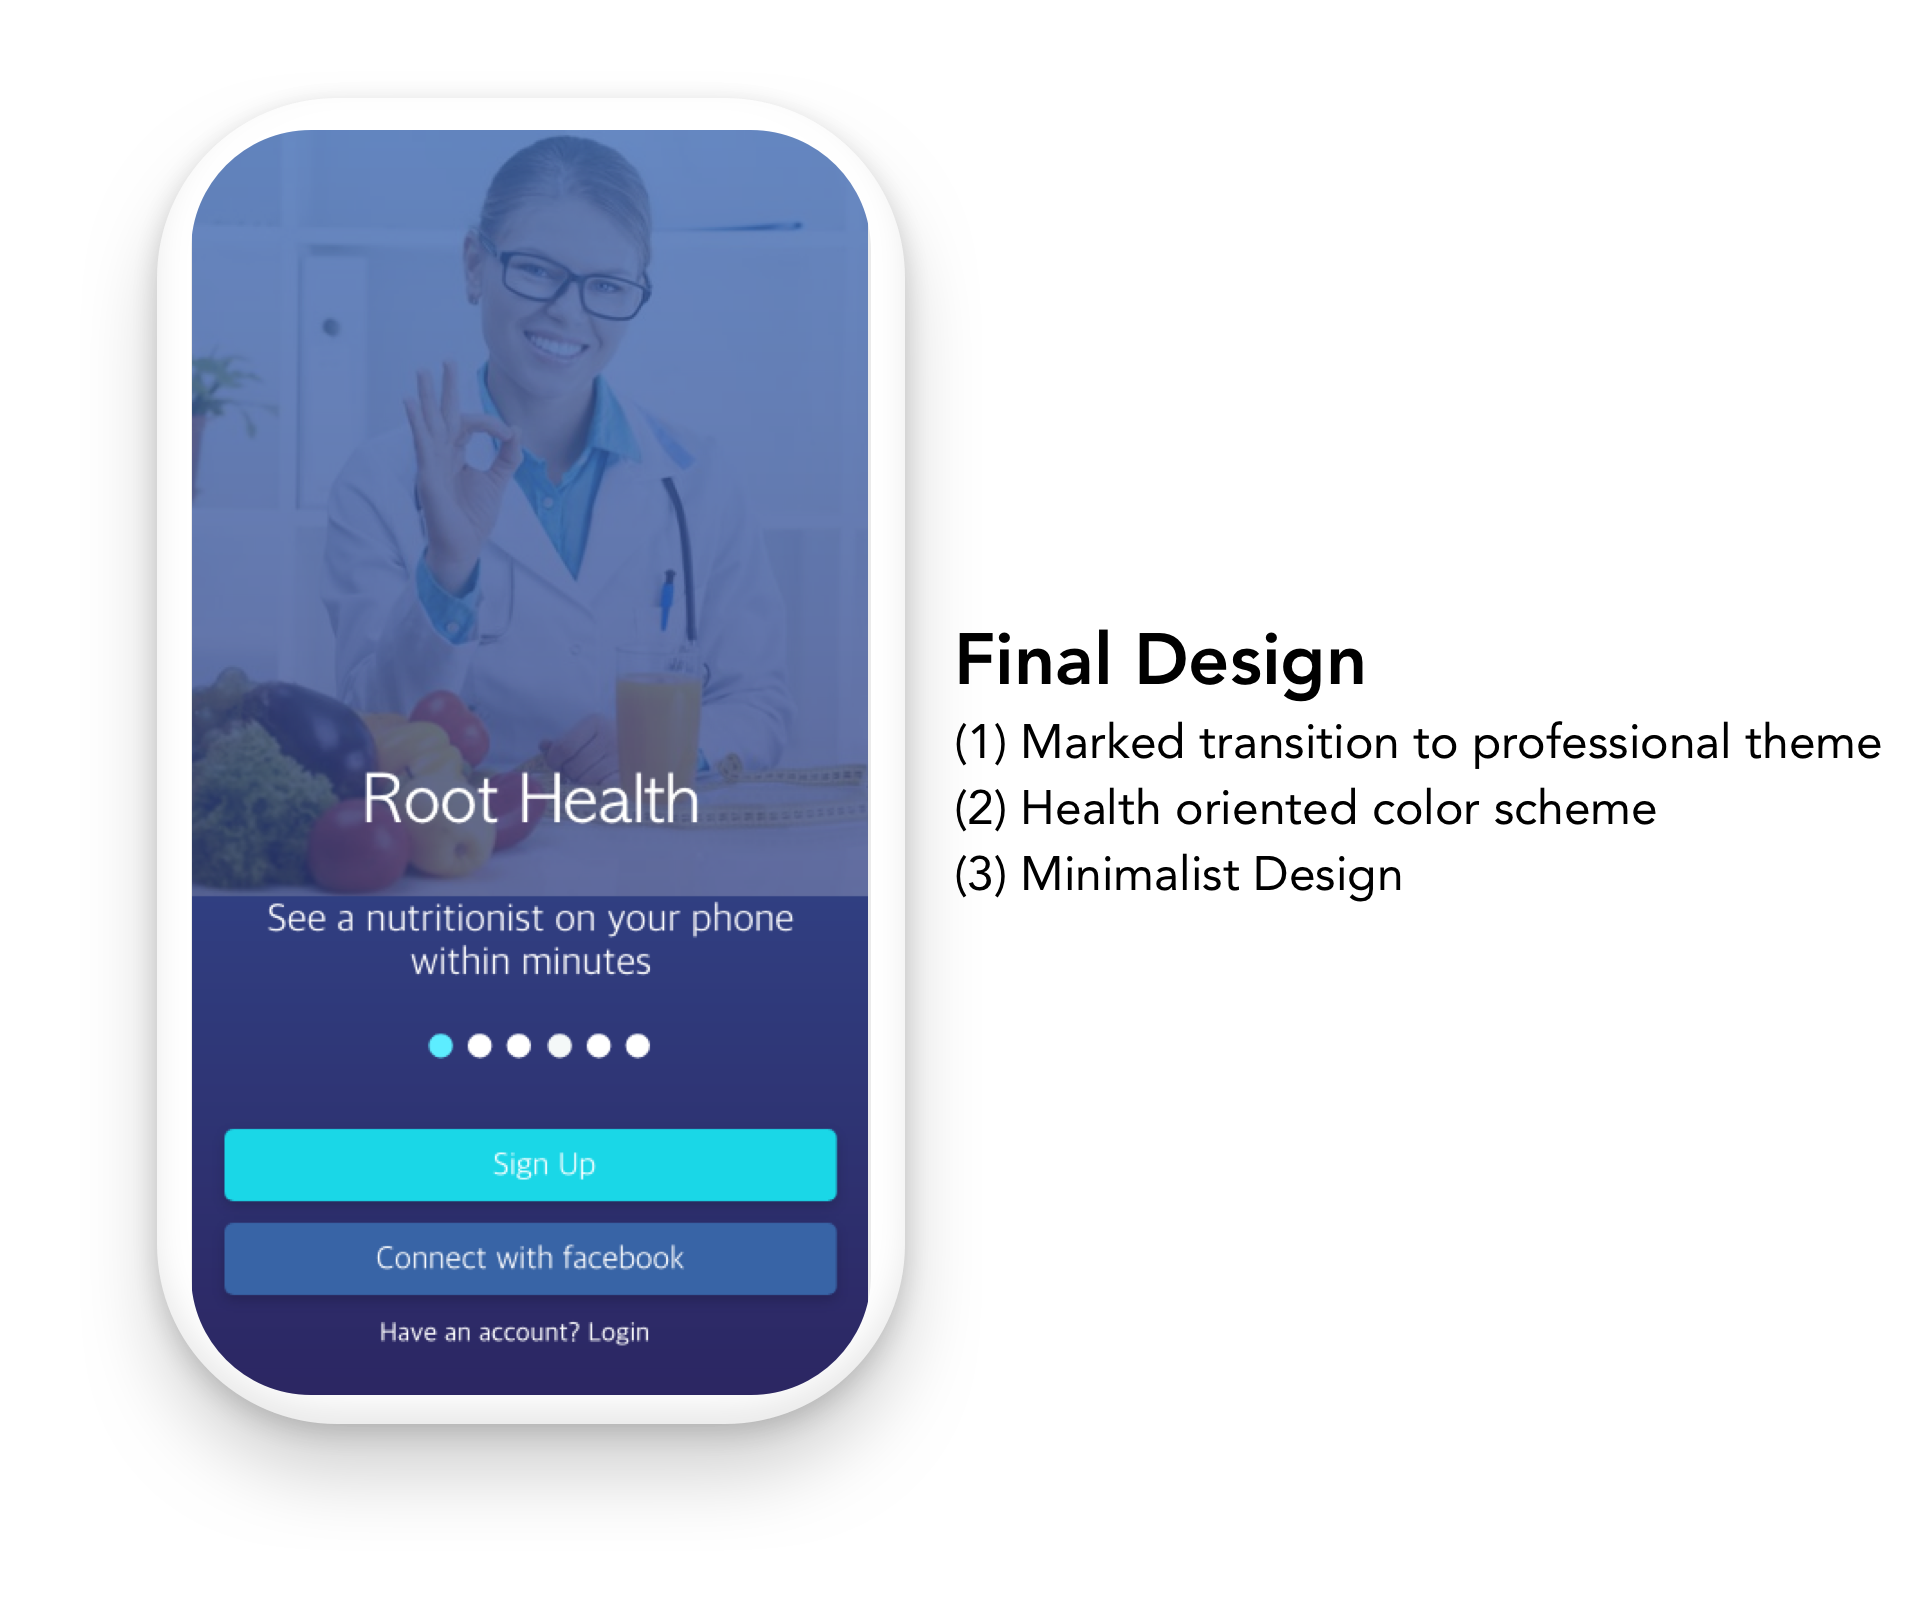 Root Health
See a nutritionist on your phone
within minutes
Sign Up
Connect with facebook
Have an account? Login
Final Design
(1) Marked transition to professional theme
(2) Health oriented color scheme
(3) Minimalist Design